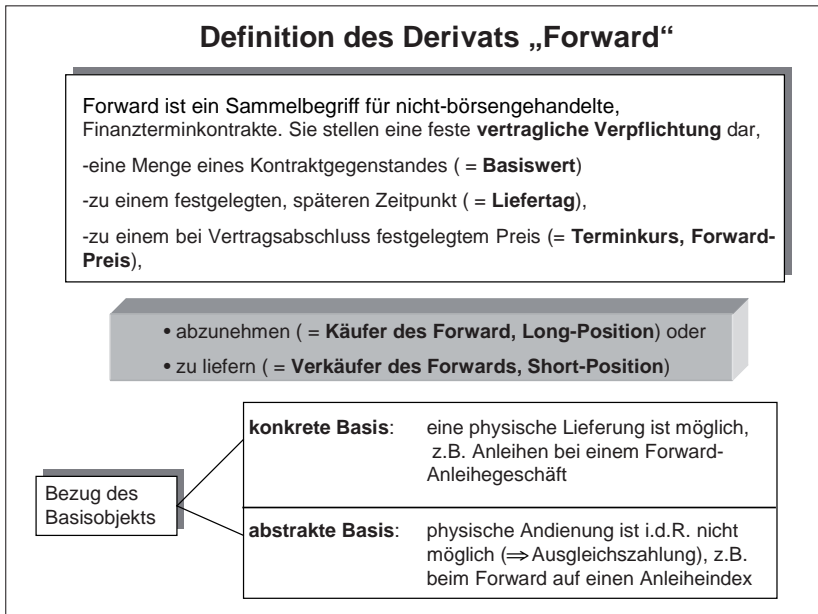 Definition des Derivats „Forward“
Forward ist ein Sammelbegriff für nicht-börsengehandelte,
Finanzterminkontrakte. Sie stellen eine feste vertragliche Verpflichtung dar,
-eine Menge eines Kontraktgegenstandes ( = Basiswert)
-zu einem festgelegten, späteren Zeitpunkt ( = Liefertag),
-zu einem bei Vertragsabschluss festgelegtem Preis (= Terminkurs, Forward-
Preis),
• abzunehmen ( = Käufer des Forward, Long-Position) oder
• zu liefern ( = Verkäufer des Forwards, Short-Position)
Bezug des
Basisobjekts
konkrete Basis: eine physische Lieferung ist möglich,
z.B. Anleihen bei einem Forward-
Anleihegeschäft
abstrakte Basis: physische Andienung ist i.d.R. nicht
möglich (⇒ Ausgleichszahlung), z.B.
beim Forward auf einen Anleiheindex